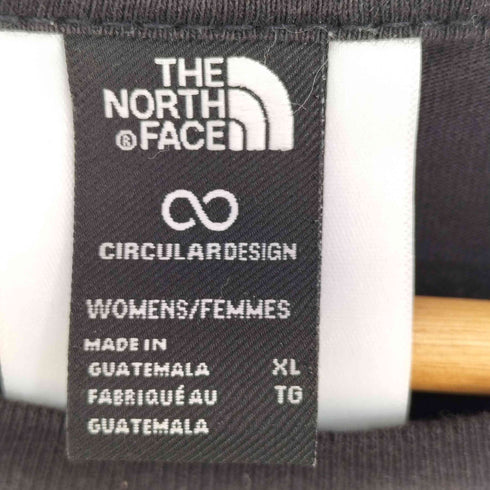 THE
NORTH
®FACE
CIRCULARDESIGN
WOMENS/FEMMES
MADE IN
GUATEMALA XL
FABRIQUÉ AU TG
GUATEMALA